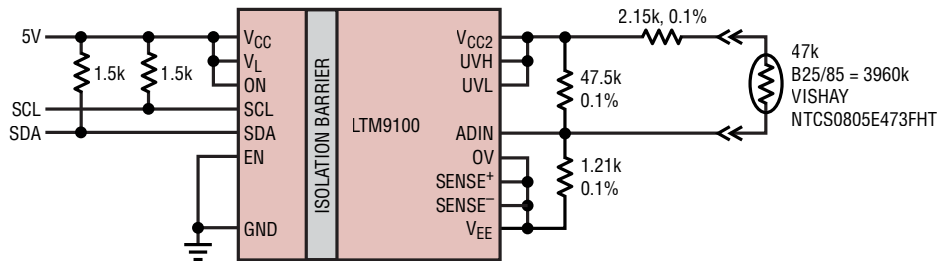 5V
1.5k
1.5k
SCL
SDA
VCC
VL
ON
SCL
SDA
EN
GND
ISOLATION BARRIER
LTM9100
VCC2
UVH
UVL
ADIN
OV
SENSE+
SENSE−
VEE
2.15k, 0.1%
47.5k
0.1%
1.21k
0.1%
47k
B25/85 = 3960k
VISHAY
NTCS0805E473FHT